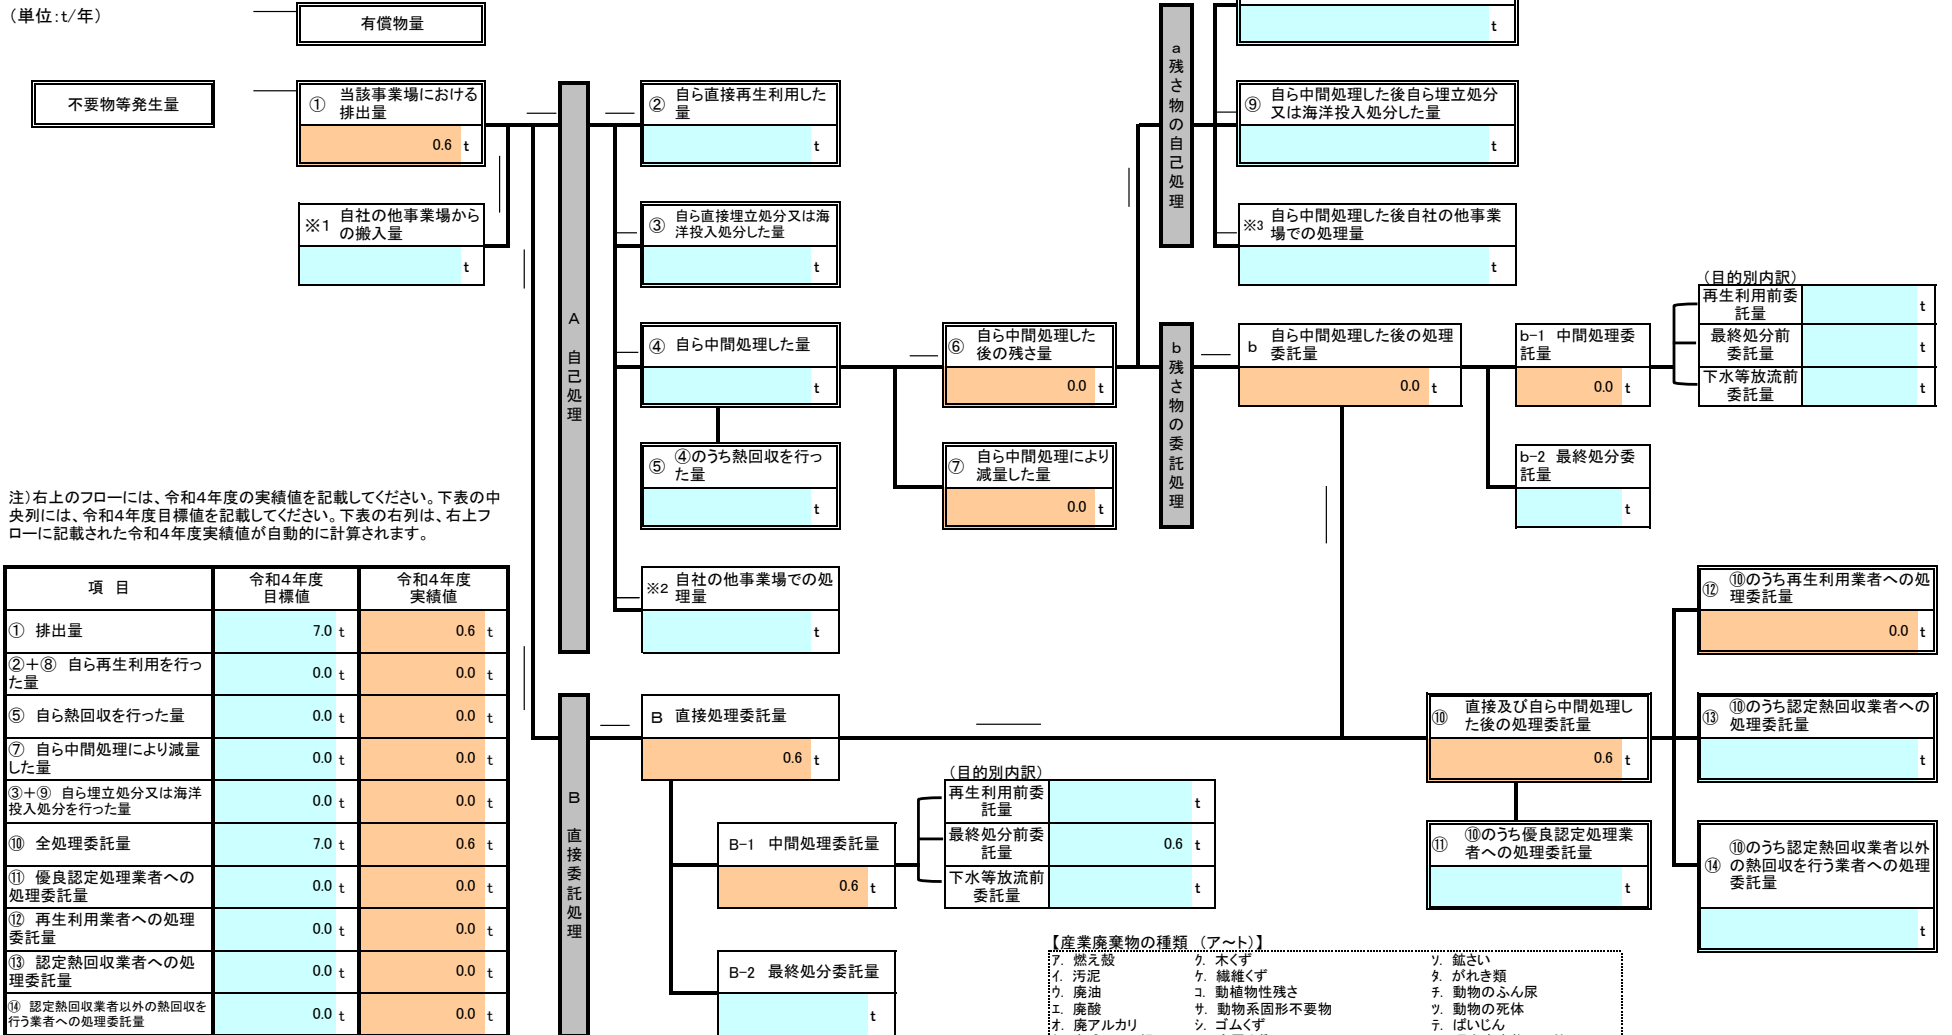 （単位：ｔ/年）
有償物量
t
不要物等発生量
① 当該事業場における
排出量
0.6 t
※1 自社の他事業場から
の搬入量
t
A 自己処理
② 自ら直接再生利用した
量
t
③ 自ら直接埋立処分又は海
洋投入処分した量
t
④ 自ら中間処理した量
t
⑤ ④のうち熱回収を行っ
た量
t
※2 自社の他事業場での処
理量
t
⑥ 自ら中間処理した
後の残さ量
0.0 t
⑦ 自ら中間処理により
減量した量
0.0 t
a残さ物の自己処理
⑨ 自ら中間処理した後自ら埋立処分
又は海洋投入処分した量
t
※3 自ら中間処理した後自社の他事業
場での処理量
t
b残さ物の委託処理
b 自ら中間処理した後の処理
委託量
0.0 t
b-1 中間処理委
託量
0.0 t
b-2 最終処分委
託量
t
（目的別内訳）
再生利用前委
託量
t
最終処分前
委託量
t
下水等放流前
委託量
t
注）右上のフローには、令和４年度の実績値を記載してください。下表の中
央列には、令和４年度目標値を記載してください。下表の右列は、右上フ
ローに記載された令和４年度実績値が自動的に計算されます。
項 目 令和４年度
目標値 令和４年度
実績値
① 排出量 7.0 t 0.6 t
②＋⑧ 自ら再生利用を行っ
た量 0.0 t 0.0 t
⑤ 自ら熱回収を行った量 0.0 t 0.0 t
⑦ 自ら中間処理により減量
した量 0.0 t 0.0 t
③＋⑨ 自ら埋立処分又は海洋
投入処分を行った量 0.0 t 0.0 t
⑩ 全処理委託量 7.0 t 0.6 t
⑪ 優良認定処理業者への
処理委託量 0.0 t 0.0 t
⑫ 再生利用業者への処理
委託量 0.0 t 0.0 t
⑬ 認定熱回収業者への処
理委託量 0.0 t 0.0 t
⑭ 認定熱回収業者以外の熱回収を
行う業者への処理委託量 0.0 t 0.0 t
B 直接委託処理
B 直接処理委託量
0.6 t
B-1 中間処理委託量
0.6 t
B-2 最終処分委託量
t
（目的別内訳）
再生利用前委
託量
t
最終処分前委
託量
0.6 t
下水等放流前
委託量
t
⑩ 直接及び自ら中間処理し
た後の処理委託量
0.6 t
⑪ ⑩のうち優良認定処理業
者への処理委託量
t
⑫ ⑩のうち再生利用業者への処
理委託量
0.0 t
⑬ ⑩のうち認定熱回収業者への
処理委託量
t
⑭ ⑩のうち認定熱回収業者以外
の熱回収を行う業者への処理
委託量
t
【産業廃棄物の種類 （ア～ト）】
ア. 燃え殻 ク. 木くず ソ. 鉱さい
イ. 汚泥 ケ. 繊維くず タ. がれき類
ウ. 廃油 コ. 動植物性残さ チ. 動物のふん尿
エ. 廃酸 サ. 動物系固形不要物 ツ. 動物の死体
オ. 廃アルカリ シ. ゴムくず テ. ばいじん